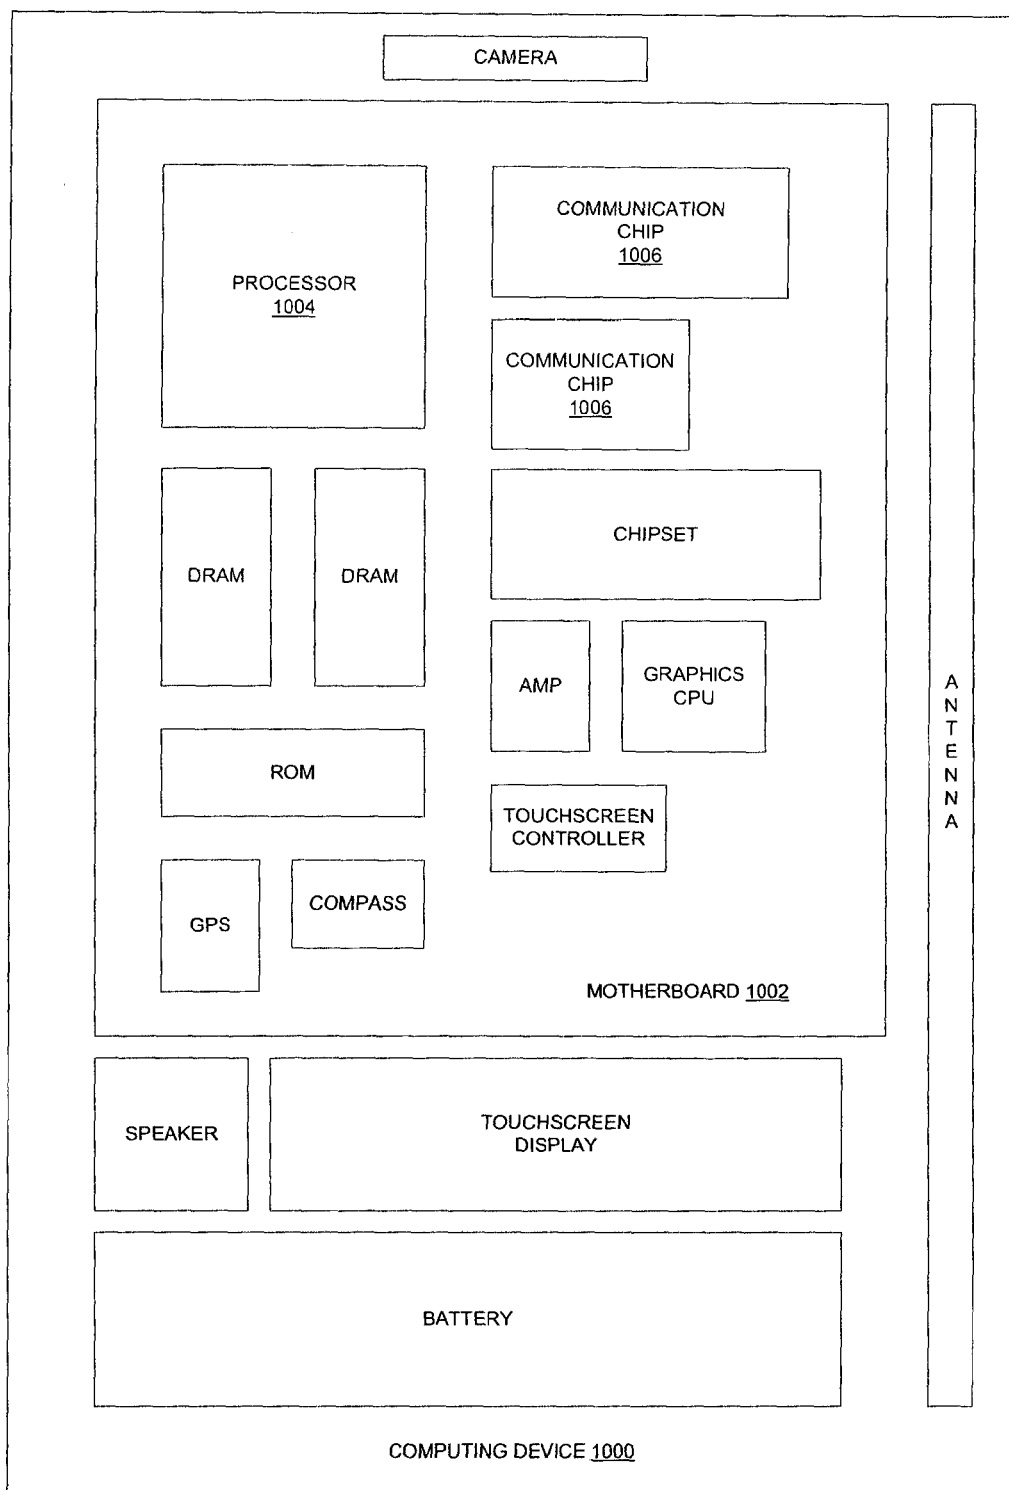 CAMERA
COMMUNICATION
CHIP
1006
PROCESSOR
1004
COMMUNICATION
CHIP
1006
DRAM
DRAM
CHIPSET
AMP
GRAPHICS
CPU
ROM
TOUCHSCREEN
CONTROLLER
GPS
COMPASS
MOTHERBOARD 1002
ANTENNA
SPEAKER
TOUCHSCREEN
DISPLAY
BATTERY
COMPUTING DEVICE 1000